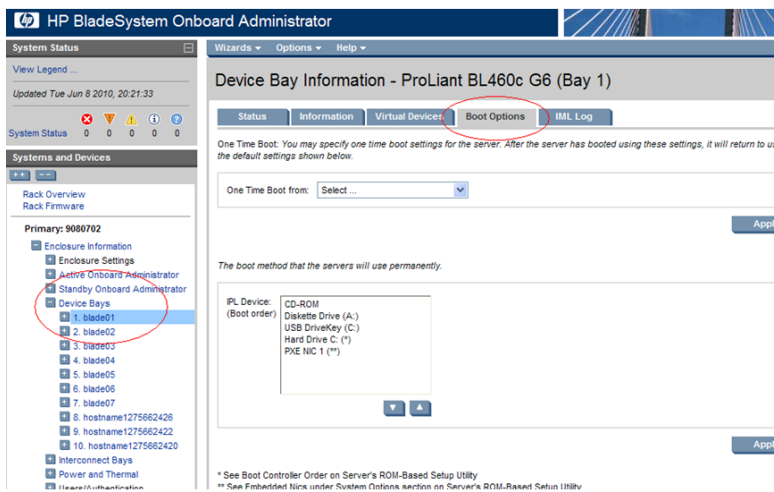 HP BladeSystem Onboard Administrator
System Status
Wizards Options Help
View Legend ...
Updated Tue Jun 8 2010, 20:21:33
System Status 0 0 0 0 0
Systems and Devices
Rack Overview
Rack Firmware
Primary: 9080702
Enclosure Information
Enclosure Settings
Active Onboard Administrator
Standby Onboard Administrator
Device Bays
1. blade01
2. blade02
3. blade03
4. blade04
5. blade05
6. blade06
7. blade07
8. hostname1275662426
9. hostname1275662422
10. hostname1275662420
Interconnect Bays
Power and Thermal
Users/Authentication
Device Bay Information - ProLiant BL460c G6 (Bay 1)
Status Information Virtual Devices Boot Options IML Log
One Time Boot: You may specify one time boot settings for the server. After the server has booted using these settings, it will return to us
the default settings shown below.
One Time Boot from: Select ...
Appl
The boot method that the servers will use permanently.
IPL Device:
(Boot order)
CD-ROM
Diskette Drive (A:)
USB DriveKey (C:)
Hard Drive C: (*)
PXE NIC 1 (**)
Appl
* See Boot Controller Order on Server's ROM-Based Setup Utility
** See Embedded Nics under System Options section on Server's ROM-Based Setup Utility